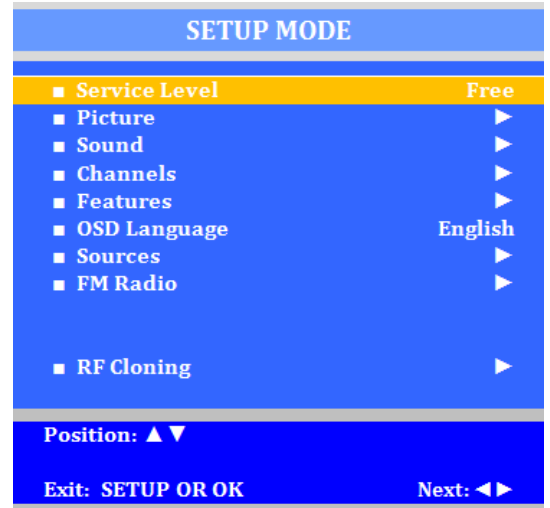 SETUP MODE
■ Service Level Free
■ Picture ▶
■ Sound ▶
■ Channels ▶
■ Features ▶
■ OSD Language English
■ Sources ▶
■ FM Radio ▶
■ RF Cloning ▶
Position: ▲▼
Exit: SETUP OR OK Next: ◀▶